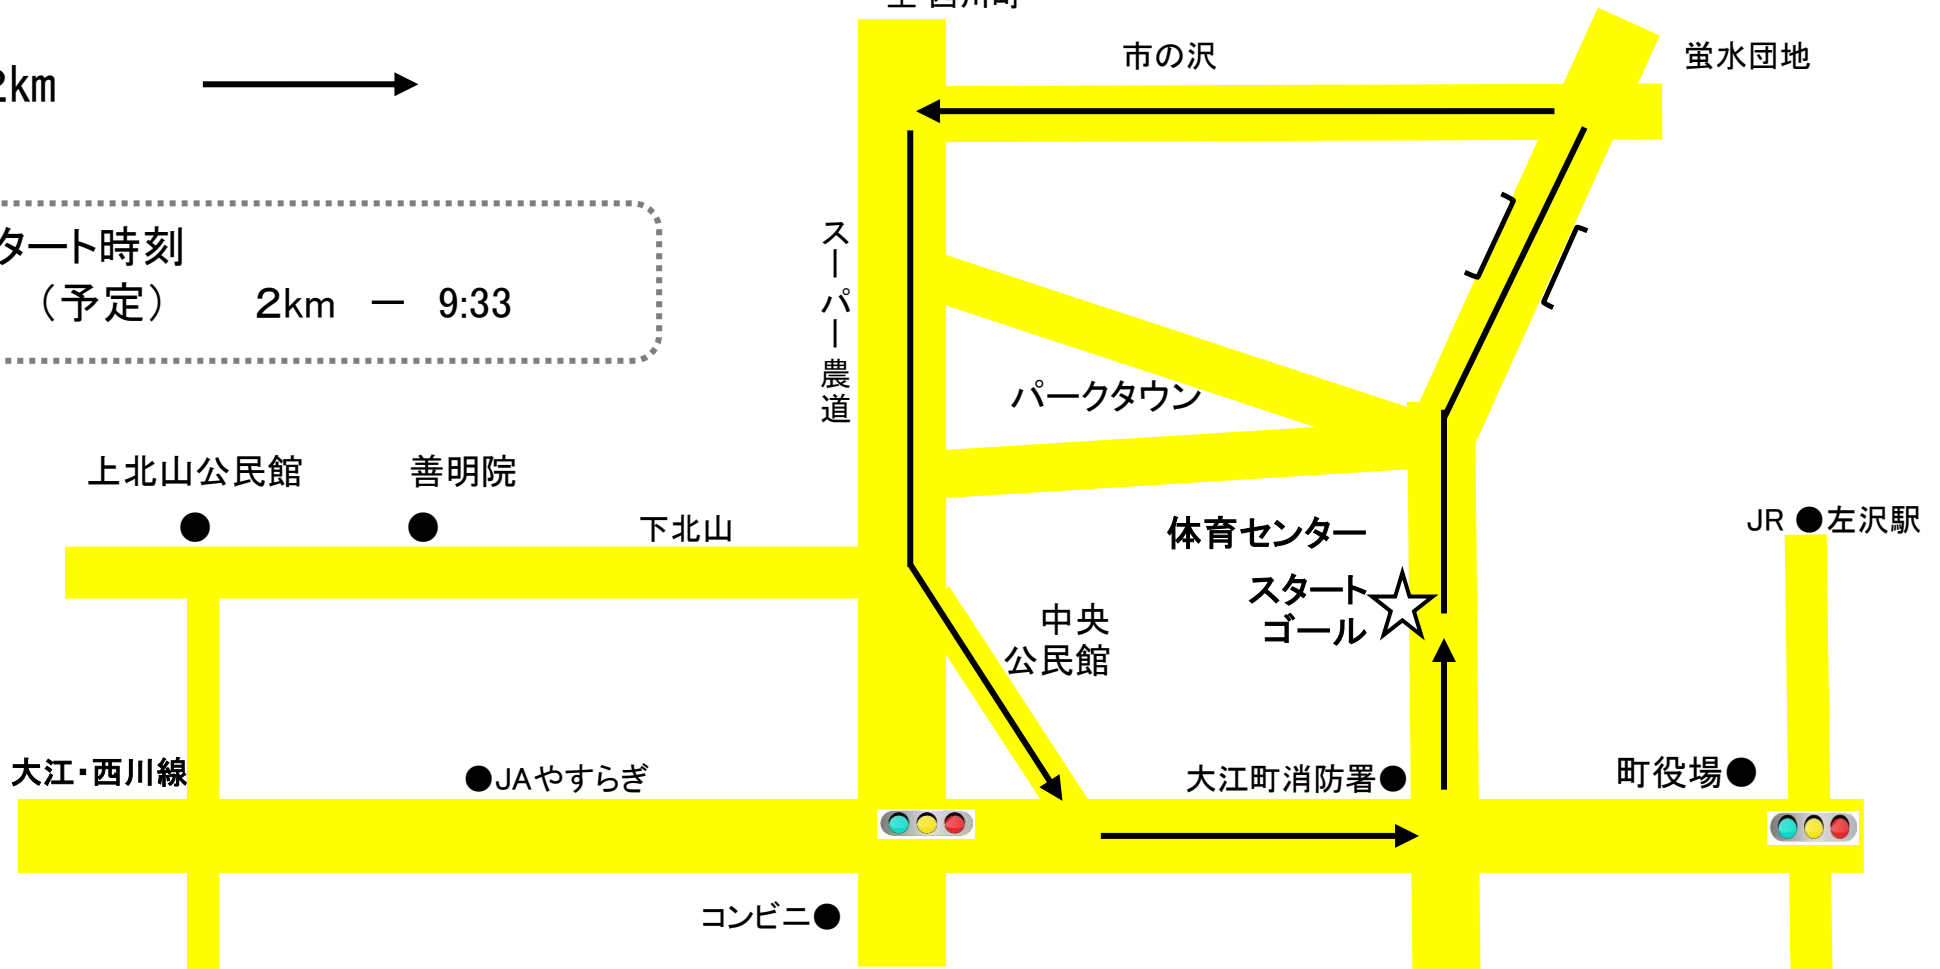 市の沢
蛍水団地
2km
タート時刻
（予定）　2km　－　9:33
スーパー農道
パークタウン
上北山公民館
善明院
下北山
体育センター
JR ●左沢駅
スタート
ゴール
中央
公民館
大江・西川線
●JAやすらぎ
大江町消防署●
町役場●
コンビニ●